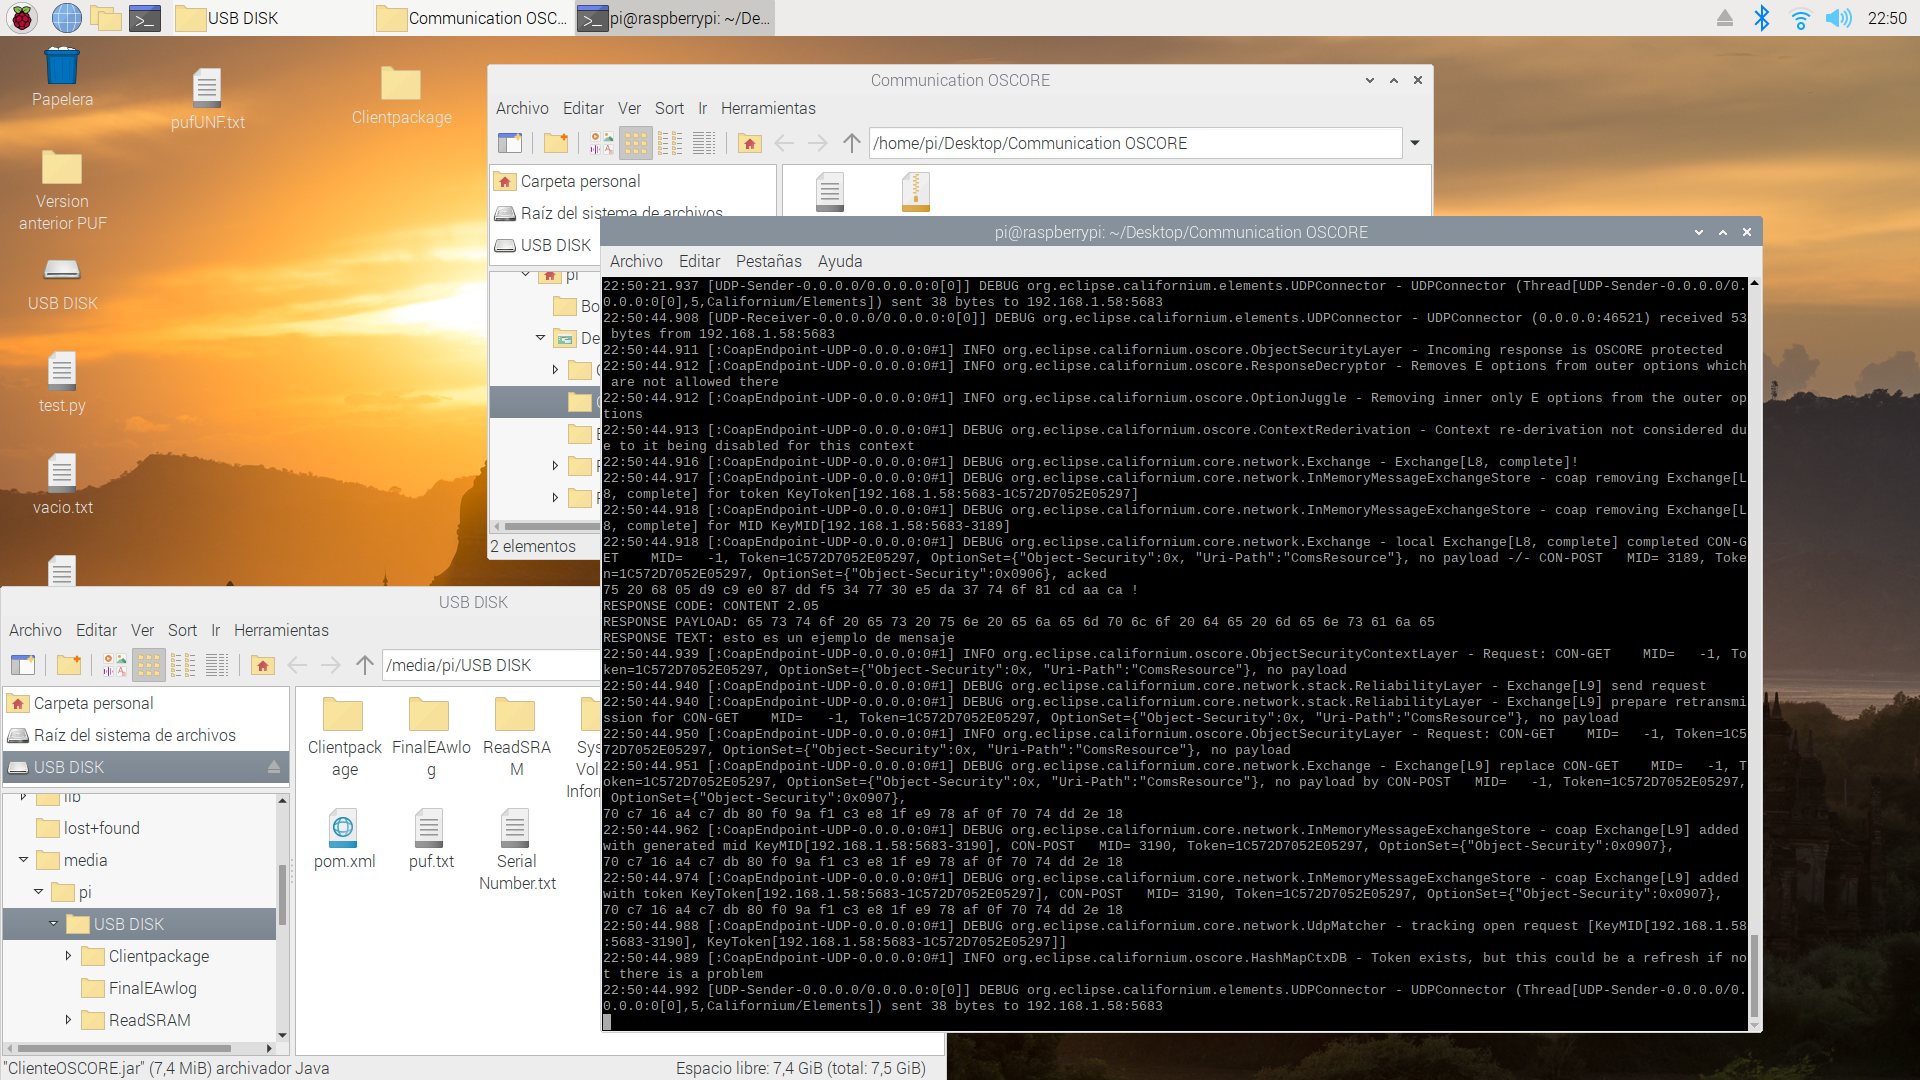 USB DISK
Communication OSC...
pi@raspberrypi: ~/De...
22:50
Papelera
pufUNF.txt
Clientpackage
Version
anterior PUF
USB DISK
test.py
vacio.txt
Communication OSCORE
Archivo Editar Ver Sort Ir Herramientas
/home/pi/Desktop/Communication OSCORE
Carpeta personal
Raíz del sistema de archivos
USB DISK
pi
Bo
De
2 elementos
pi@raspberrypi: ~/Desktop/Communication OSCORE
Archivo Editar Pestañas Ayuda
22:50:21.937 [UDP-Sender-0.0.0.0/0.0.0.0:0[0]] DEBUG org.eclipse.californium.elements.UDPConnector - UDPConnector (Thread[UDP-Sender-0.0.0.0/0.
0.0.0:0[0],5,Californium/Elements]) sent 38 bytes to 192.168.1.58:5683
22:50:44.908 [UDP-Receiver-0.0.0.0/0.0.0.0:0[0]] DEBUG org.eclipse.californium.elements.UDPConnector - UDPConnector (0.0.0.0:46521) received 53
 bytes from 192.168.1.58:5683
22:50:44.911 [:CoapEndpoint-UDP-0.0.0.0:0#1] INFO org.eclipse.californium.oscore.ObjectSecurityLayer - Incoming response is OSCORE protected
22:50:44.912 [:CoapEndpoint-UDP-0.0.0.0:0#1] INFO org.eclipse.californium.oscore.ResponseDecryptor - Removes E options from outer options which
 are not allowed there
22:50:44.912 [:CoapEndpoint-UDP-0.0.0.0:0#1] INFO org.eclipse.californium.oscore.OptionJuggle - Removing inner only E options from the outer op
tions
22:50:44.913 [:CoapEndpoint-UDP-0.0.0.0:0#1] DEBUG org.eclipse.californium.oscore.ContextRederivation - Context re-derivation not considered du
e to it being disabled for this context
22:50:44.916 [:CoapEndpoint-UDP-0.0.0.0:0#1] DEBUG org.eclipse.californium.core.network.Exchange - Exchange[L8, complete]!
22:50:44.917 [:CoapEndpoint-UDP-0.0.0.0:0#1] DEBUG org.eclipse.californium.core.network.InMemoryMessageExchangeStore - coap removing Exchange[L
8, complete] for token KeyToken[192.168.1.58:5683-1C572D7052E05297]
22:50:44.918 [:CoapEndpoint-UDP-0.0.0.0:0#1] DEBUG org.eclipse.californium.core.network.InMemoryMessageExchangeStore - coap removing Exchange[L
8, complete] for MID KeyMID[192.168.1.58:5683-3189]
22:50:44.918 [:CoapEndpoint-UDP-0.0.0.0:0#1] DEBUG org.eclipse.californium.core.network.Exchange - local Exchange[L8, complete] completed CON-G
ET    MID=   -1, Token=1C572D7052E05297, OptionSet={"Object-Security":0x, "Uri-Path":"ComsResource"}, no payload -/- CON-POST   MID= 3189, Toke
n=1C572D7052E05297, OptionSet={"Object-Security":0x0906}, acked
75 20 68 05 d9 c9 e0 87 dd f5 34 77 30 e5 da 37 74 6f 81 cd aa ca !
RESPONSE CODE: CONTENT 2.05
RESPONSE PAYLOAD: 65 73 74 6f 20 65 73 20 75 6e 20 65 6a 65 6d 70 6c 6f 20 64 65 20 6d 65 6e 73 61 6a 65
RESPONSE TEXT: esto es un ejemplo de mensaje
22:50:44.939 [:CoapEndpoint-UDP-0.0.0.0:0#1] INFO org.eclipse.californium.oscore.ObjectSecurityContextLayer - Request: CON-GET    MID=   -1, To
ken=1C572D7052E05297, OptionSet={"Object-Security":0x, "Uri-Path":"ComsResource"}, no payload
22:50:44.940 [:CoapEndpoint-UDP-0.0.0.0:0#1] DEBUG org.eclipse.californium.core.network.stack.ReliabilityLayer - Exchange[L9] send request
22:50:44.940 [:CoapEndpoint-UDP-0.0.0.0:0#1] DEBUG org.eclipse.californium.core.network.stack.ReliabilityLayer - Exchange[L9] prepare retransmi
ssion for CON-GET    MID=   -1, Token=1C572D7052E05297, OptionSet={"Object-Security":0x, "Uri-Path":"ComsResource"}, no payload
22:50:44.950 [:CoapEndpoint-UDP-0.0.0.0:0#1] INFO org.eclipse.californium.oscore.ObjectSecurityLayer - Request: CON-GET    MID=   -1, Token=1C5
72D7052E05297, OptionSet={"Object-Security":0x, "Uri-Path":"ComsResource"}, no payload
22:50:44.951 [:CoapEndpoint-UDP-0.0.0.0:0#1] DEBUG org.eclipse.californium.core.network.Exchange - Exchange[L9] replace CON-GET    MID=   -1, T
oken=1C572D7052E05297, OptionSet={"Object-Security":0x, "Uri-Path":"ComsResource"}, no payload by CON-POST   MID=   -1, Token=1C572D7052E05297,
 OptionSet={"Object-Security":0x0907},
70 c7 16 a4 c7 db 80 f0 9a f1 c3 e8 1f e9 78 af 0f 70 74 dd 2e 18
22:50:44.962 [:CoapEndpoint-UDP-0.0.0.0:0#1] DEBUG org.eclipse.californium.core.network.InMemoryMessageExchangeStore - coap Exchange[L9] added
with generated mid KeyMID[192.168.1.58:5683-3190], CON-POST   MID= 3190, Token=1C572D7052E05297, OptionSet={"Object-Security":0x0907},
70 c7 16 a4 c7 db 80 f0 9a f1 c3 e8 1f e9 78 af 0f 70 74 dd 2e 18
22:50:44.974 [:CoapEndpoint-UDP-0.0.0.0:0#1] DEBUG org.eclipse.californium.core.network.InMemoryMessageExchangeStore - coap Exchange[L9] added
with token KeyToken[192.168.1.58:5683-1C572D7052E05297], CON-POST   MID= 3190, Token=1C572D7052E05297, OptionSet={"Object-Security":0x0907},
70 c7 16 a4 c7 db 80 f0 9a f1 c3 e8 1f e9 78 af 0f 70 74 dd 2e 18
22:50:44.988 [:CoapEndpoint-UDP-0.0.0.0:0#1] DEBUG org.eclipse.californium.core.network.UdpMatcher - tracking open request [KeyMID[192.168.1.58
:5683-3190], KeyToken[192.168.1.58:5683-1C572D7052E05297]]
22:50:44.989 [:CoapEndpoint-UDP-0.0.0.0:0#1] INFO org.eclipse.californium.oscore.HashMapCtxDB - Token exists, but this could be a refresh if no
t there is a problem
22:50:44.992 [UDP-Sender-0.0.0.0/0.0.0.0:0[0]] DEBUG org.eclipse.californium.elements.UDPConnector - UDPConnector (Thread[UDP-Sender-0.0.0.0/0.
0.0.0:0[0],5,Californium/Elements]) sent 38 bytes to 192.168.1.58:5683
USB DISK
Archivo Editar Ver Sort Ir Herramientas
/media/pi/USB DISK
Carpeta personal
Raíz del sistema de archivos
USB DISK
lib
lost+found
media
pi
USB DISK
Clientpackage
FinalEAwlog
ReadSRAM
Clientpack
age
FinalEAwlo
g
ReadSRA
M
Sys
Vol
Inforr
pom.xml
puf.txt
Serial
Number.txt
"ClienteOSCORE.jar" (7,4 MiB) archivador Java
Espacio libre: 7,4 GiB (total: 7,5 GiB)